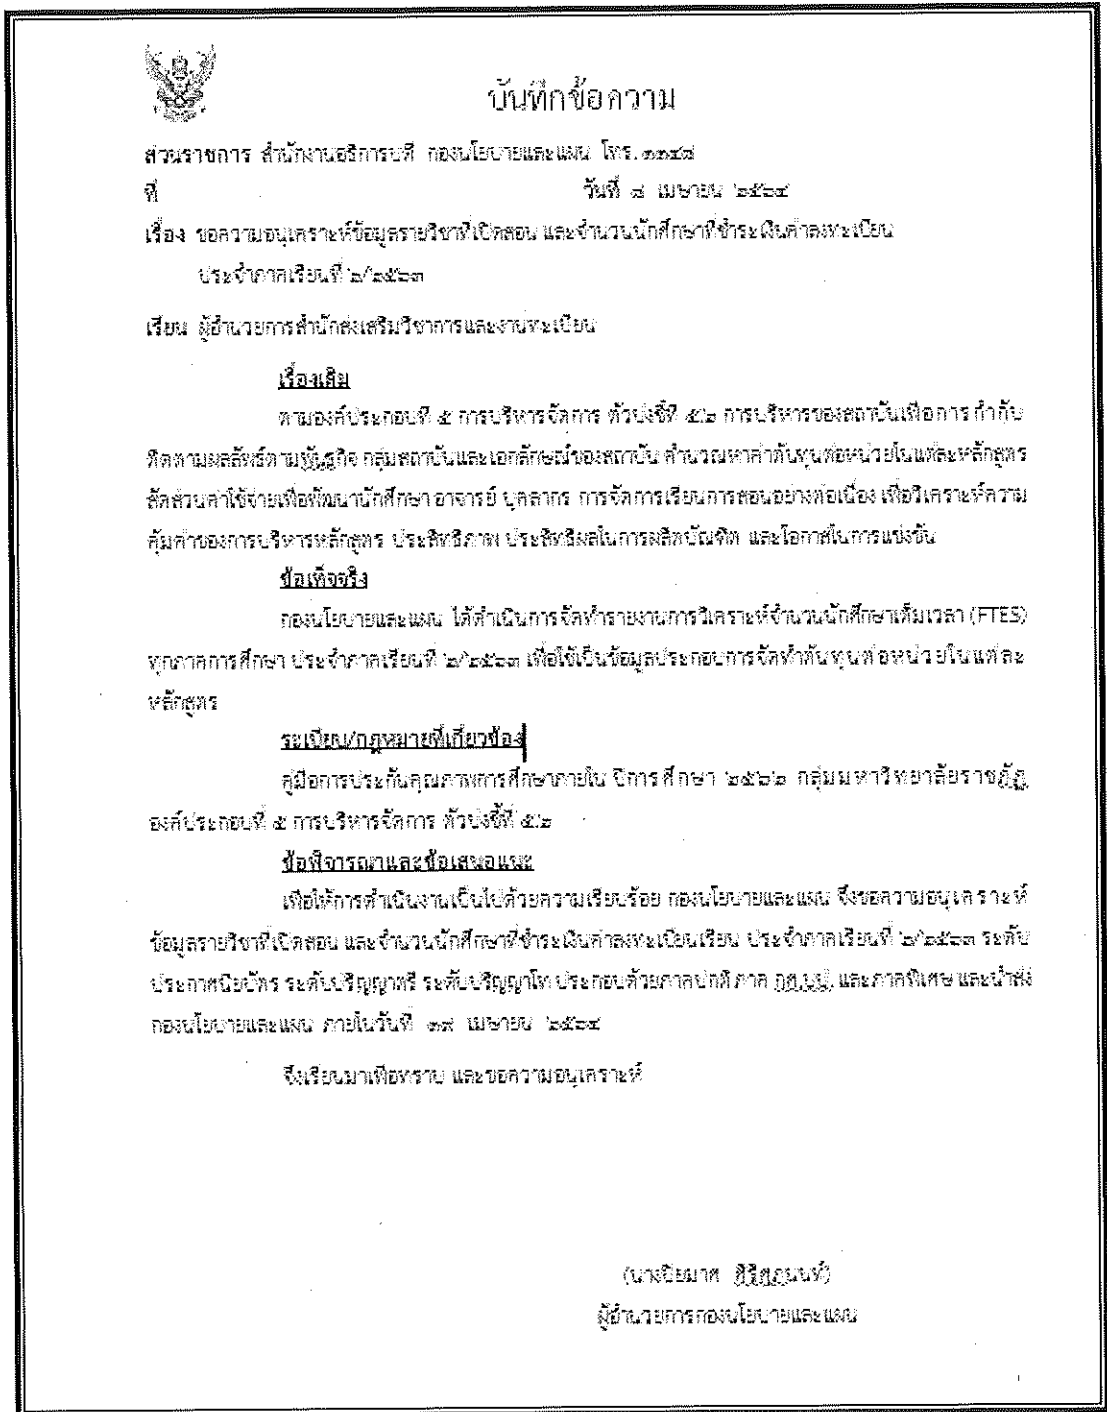 บันทึกข้อความ
ส่วนราชการ สำนักงานอธิการบดี กองนโยบายและแผน โทร. ๓๓๔๘
ที่ วันที่ ๘ เมษายน ๒๕๖๔
เรื่อง ขอความอนุเคราะห์ข้อมูลรายวิชาที่เปิดสอน และจำนวนนักศึกษาที่ชำระเงินค่าลงทะเบียน
ประจำภาคเรียนที่ ๒/๒๕๖๓
เรียน ผู้อำนวยการสำนักส่งเสริมวิชาการและงานทะเบียน
เรื่องเดิม
ตามองค์ประกอบที่ ๕ การบริหารจัดการ ตัวบ่งชี้ที่ ๕.๒ การบริหารของสถาบันเพื่อการกำกับ
ติดตามผลลัพธ์ตามพันธกิจ กลุ่มสถาบันและเอกลักษณ์ของสถาบัน คำนวณหาค่าต้นทุนต่อหน่วยในแต่ละหลักสูตร
สัดส่วนค่าใช้จ่ายเพื่อพัฒนานักศึกษา อาจารย์ บุคลากร การจัดการเรียนการสอนอย่างต่อเนื่อง เพื่อวิเคราะห์ความ
คุ้มค่าของการบริหารหลักสูตร ประสิทธิภาพ ประสิทธิผลในการผลิตบัณฑิต และโอกาสในการแข่งขัน
ข้อเท็จจริง
กองนโยบายและแผน ได้ดำเนินการจัดทำรายงานการวิเคราะห์จำนวนนักศึกษาเต็มเวลา (FTES)
ทุกภาคการศึกษา ประจำภาคเรียนที่ ๒/๒๕๖๓ เพื่อใช้เป็นข้อมูลประกอบการจัดทำต้นทุนต่อหน่วยในแต่ละ
หลักสูตร
ระเบียบ/กฎหมายที่เกี่ยวข้อง
คู่มือการประกันคุณภาพการศึกษาภายใน ปีการศึกษา ๒๕๖๒ กลุ่มมหาวิทยาลัยราชภัฏ
องค์ประกอบที่ ๕ การบริหารจัดการ ตัวบ่งชี้ที่ ๕.๒
ข้อพิจารณาและข้อเสนอแนะ
เพื่อให้การดำเนินงานเป็นไปด้วยความเรียบร้อย กองนโยบายและแผน จึงขอความอนุเคราะห์
ข้อมูลรายวิชาที่เปิดสอน และจำนวนนักศึกษาที่ชำระเงินค่าลงทะเบียนเรียน ประจำภาคเรียนที่ ๒/๒๕๖๓ ระดับ
ประกาศนียบัตร ระดับปริญญาตรี ระดับปริญญาโท ประกอบด้วยภาคปกติ ภาค กศ.บป. และภาคพิเศษ และนำส่ง
กองนโยบายและแผน ภายในวันที่ ๓๙ เมษายน ๒๕๖๔
จึงเรียนมาเพื่อทราบ และขอความอนุเคราะห์
(นางปิยมาศ สิริศุภนนท์)
ผู้อำนวยการกองนโยบายและแผน